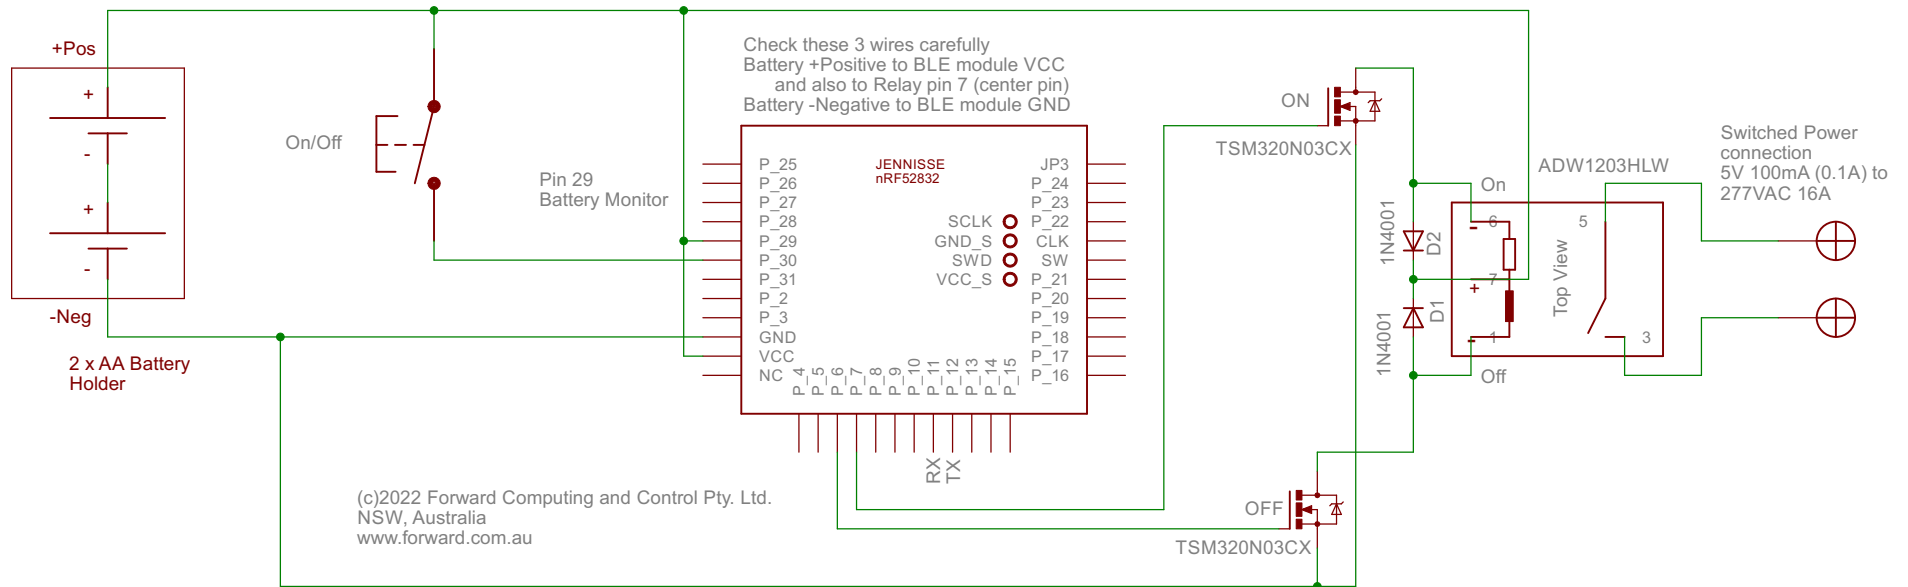 +Pos
+
-
+
-
-Neg
2 x AA Battery
Holder
On/Off
Pin 29
Battery Monitor
Check these 3 wires carefully
Battery +Positive to BLE module VCC
and also to Relay pin 7 (center pin)
Battery -Negative to BLE module GND
JENNISSE
nRF52832
P_25
P_26
P_27
P_28
P_29
P_30
P_31
P_2
P_3
GND
VCC
NC
SCLK
GND_S
SWD
VCC_S
JP3
P_24
P_23
P_22
CLK
SW
P_21
P_20
P_19
P_18
P_17
P_16
P_4
P_5
P_6
P_7
P_8
P_9
P_10
P_11
P_12
P_13
P_14
P_15
RX
TX
(c)2022 Forward Computing and Control Pty. Ltd.
NSW, Australia
www.forward.com.au
ON
TSM320N03CX
OFF
TSM320N03CX
1N4001
D2
1N4001
D1
On
Off
ADW1203HLW
6
-
7
+
1
-
Top View
5
3
Switched Power
connection
5V 100mA (0.1A) to
277VAC 16A